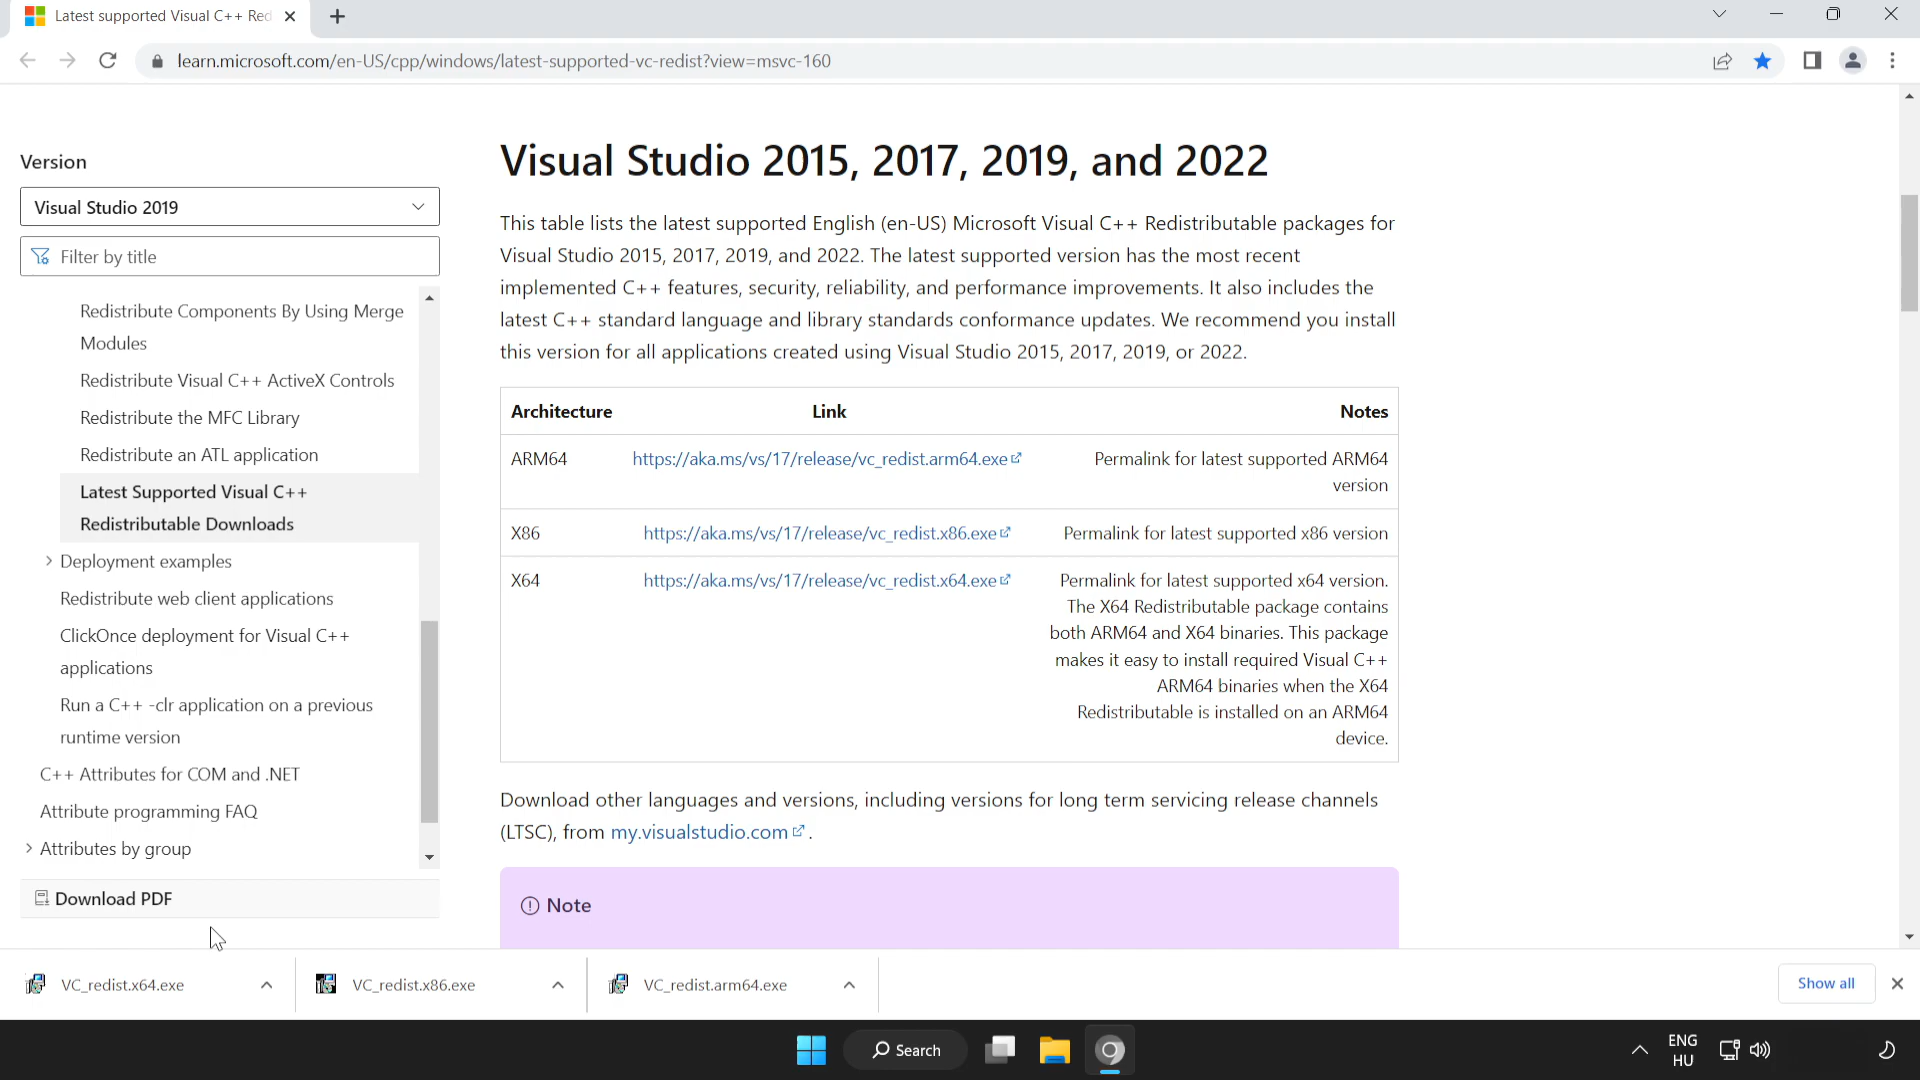 Latest supported Visual C++ Red
learn.microsoft.com/en-US/cpp/windows/latest-supported-vc-redist?view=msvc-160
Version
Visual Studio 2019
Filter by title
Redistribute Components By Using Merge
Modules
Redistribute Visual C++ ActiveX Controls
Redistribute the MFC Library
Redistribute an ATL application
Latest Supported Visual C++
Redistributable Downloads
Deployment examples
Redistribute web client applications
ClickOnce deployment for Visual C++
applications
Run a C++ -clr application on a previous
runtime version
C++ Attributes for COM and .NET
Attribute programming FAQ
Attributes by group
Download PDF
Visual Studio 2015, 2017, 2019, and 2022
This table lists the latest supported English (en-US) Microsoft Visual C++ Redistributable packages for
Visual Studio 2015, 2017, 2019, and 2022. The latest supported version has the most recent
implemented C++ features, security, reliability, and performance improvements. It also includes the
latest C++ standard language and library standards conformance updates. We recommend you install
this version for all applications created using Visual Studio 2015, 2017, 2019, or 2022.
Architecture Link Notes
ARM64 https://aka.ms/vs/17/release/vc_redist.arm64.exe Permalink for latest supported ARM64
version
X86 https://aka.ms/vs/17/release/vc_redist.x86.exe Permalink for latest supported x86 version
X64 https://aka.ms/vs/17/release/vc_redist.x64.exe Permalink for latest supported x64 version.
The X64 Redistributable package contains
both ARM64 and X64 binaries. This package
makes it easy to install required Visual C++
ARM64 binaries when the X64
Redistributable is installed on an ARM64
device.
Download other languages and versions, including versions for long term servicing release channels
(LTSC), from my.visualstudio.com .
Note
VC_redist.x64.exe VC_redist.x86.exe VC_redist.arm64.exe Show all
Search
ENG
HU